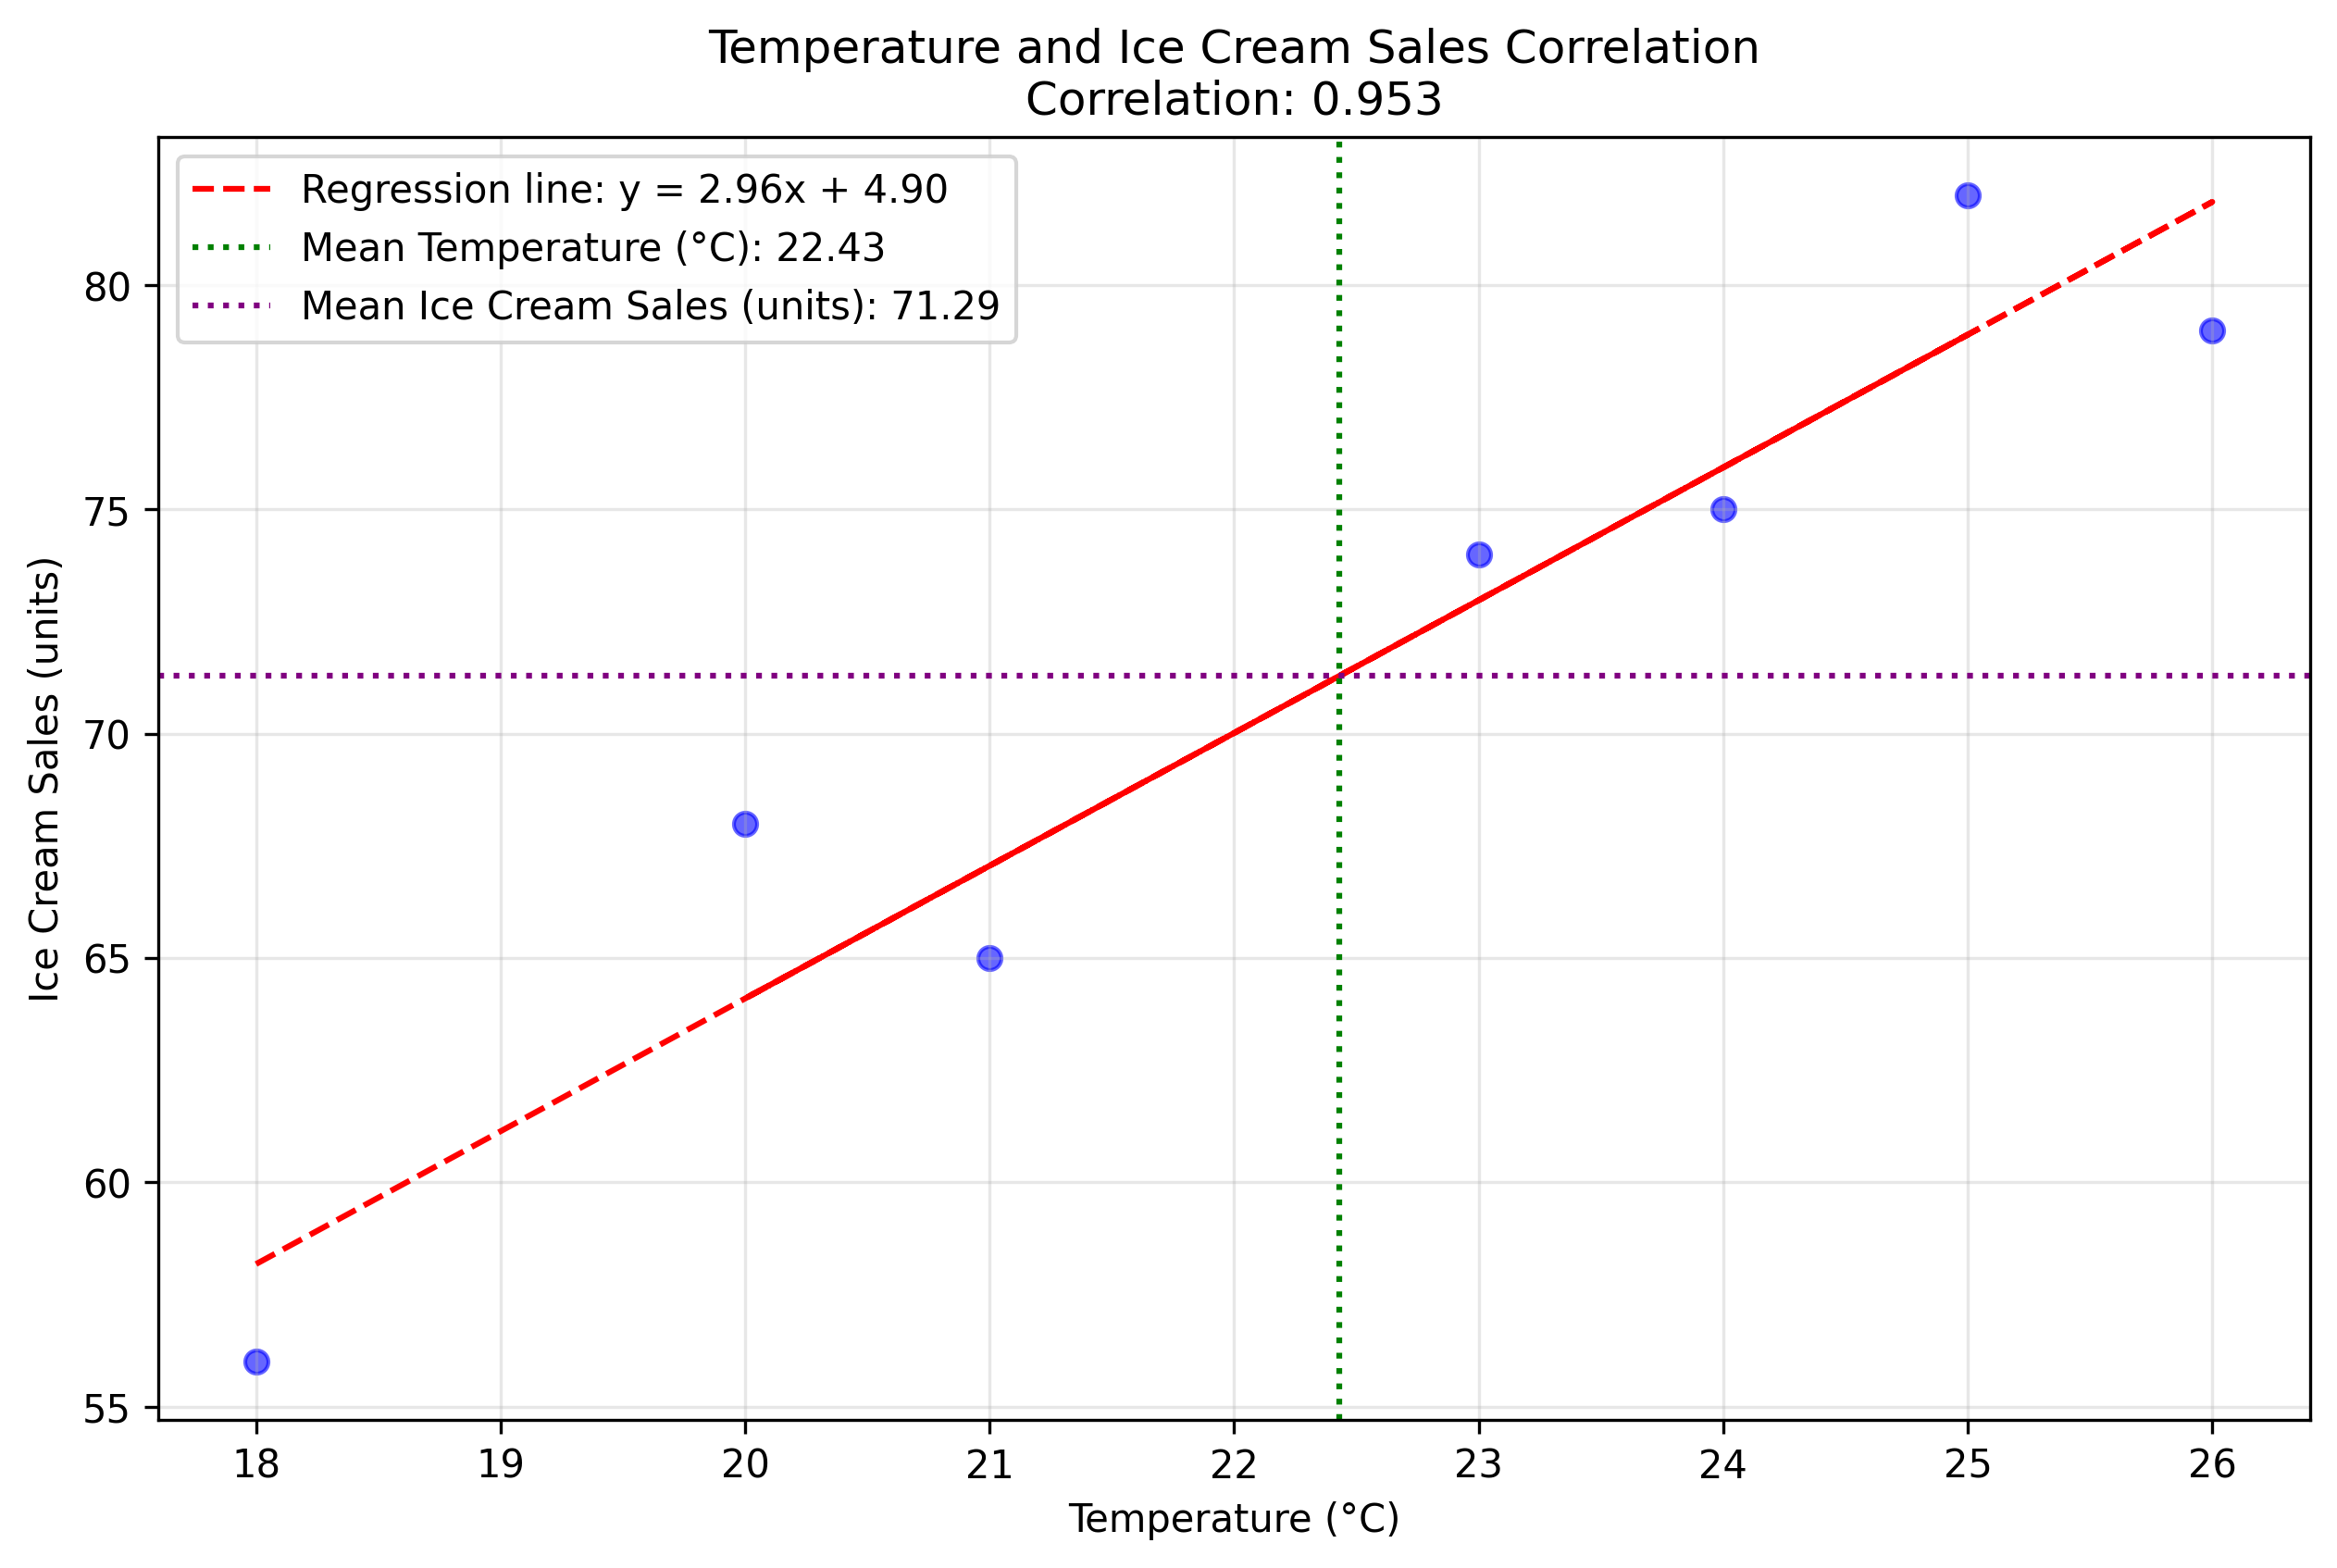 Temperature and Ice Cream Sales Correlation
Correlation: 0.953
Regression line: y = 2.96x + 4.90
Mean Temperature (°C): 22.43
Mean Ice Cream Sales (units): 71.29
Ice Cream Sales (units)
80
75
70
65
60
55
18 19 20 21 22 23 24 25 26
Temperature (°C)